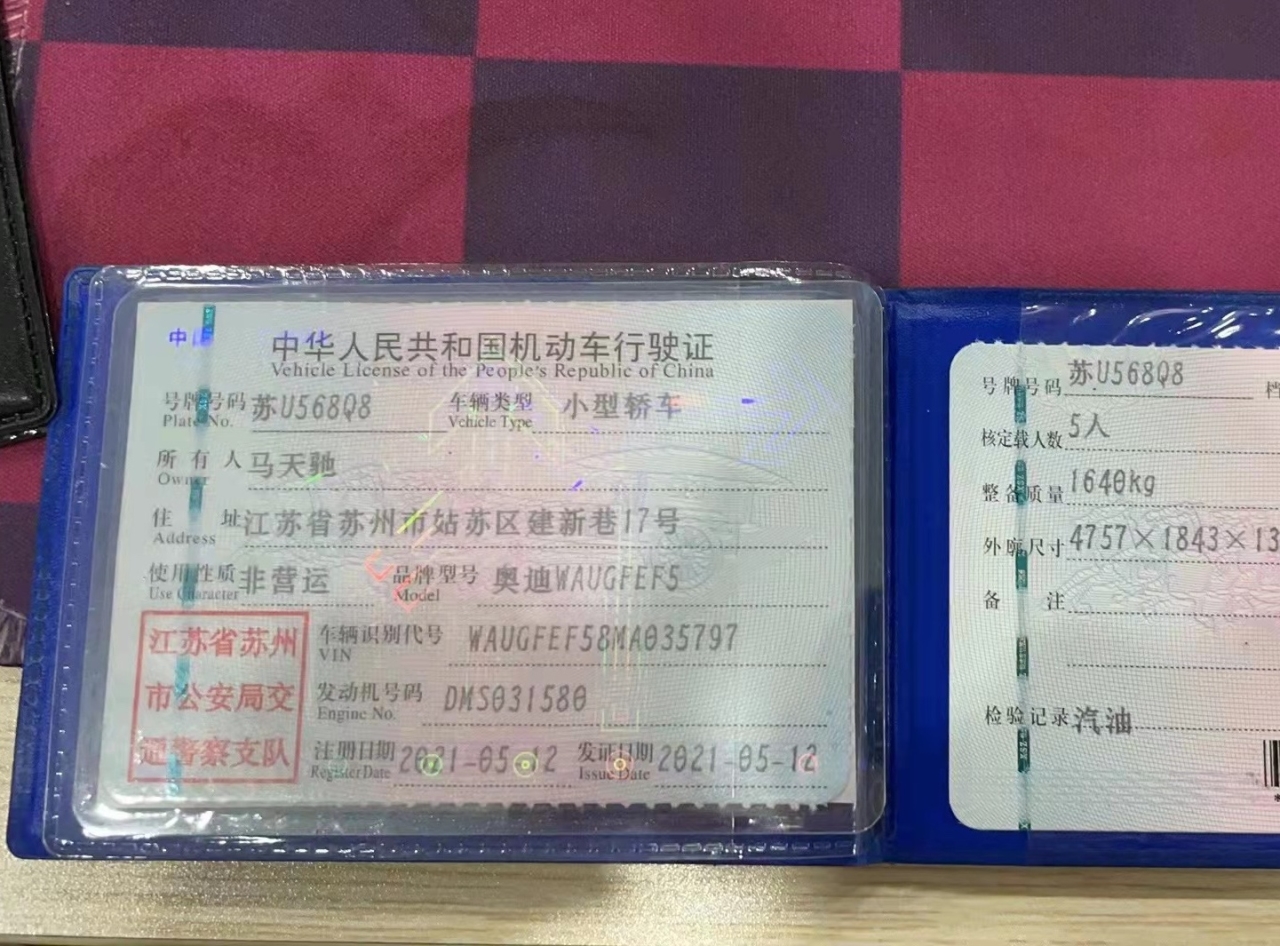 中华人民共和国机动车行驶证
Vehicle License of the People's Republic of China
号牌号码 苏U568Q8 车辆类型 小型轿车
Plate No. Vehicle Type
所有人 马天驰
Owner
住址 江苏省苏州市姑苏区建新巷17号
Address
使用性质 非营运 品牌型号 奥迪WAUGFEF5
Use Character Model
江苏省苏州
市公安局交
通警察支队
车辆识别代号 WAUGFEF58MA035797
VIN
发动机号码 DMS031580
Engine No.
注册日期 2021-05-12 发证日期 2021-05-12
Register Date Issue Date
号牌号码 苏U568Q8 档
核定载人数 5人
整备质量 1640kg
外廓尺寸 4757×1843×13
备注
检验记录 汽油